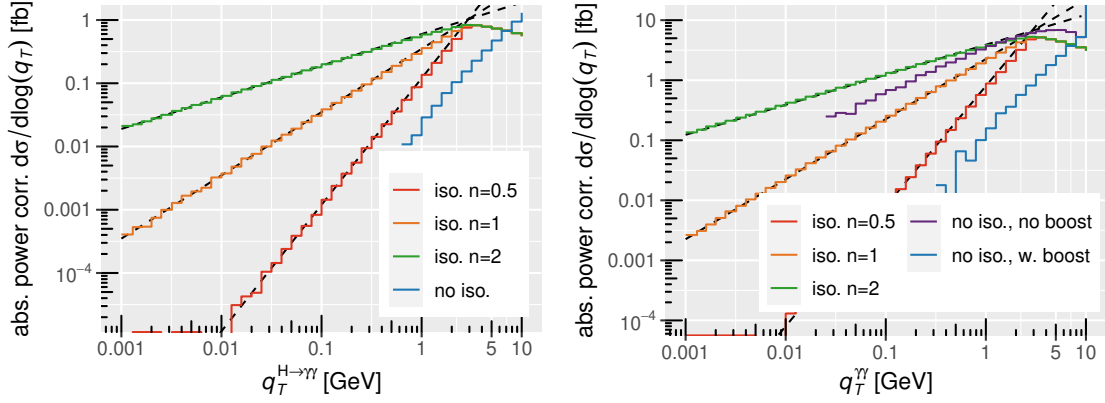 abs. power corr. dσ/dlog(q_T) [fb]
1
0.1
0.01
0.001
10⁻⁴
iso. n=0.5
iso. n=1
iso. n=2
no iso.
0.001 0.01 0.1 1 5 10
q_T^{H→γγ} [GeV]
abs. power corr. dσ/dlog(q_T) [fb]
10
5
1
0.1
0.01
0.001
10⁻⁴
iso. n=0.5 no iso., no boost
iso. n=1 no iso., w. boost
iso. n=2
0.001 0.01 0.1 1 5 10
q_T^{γγ} [GeV]